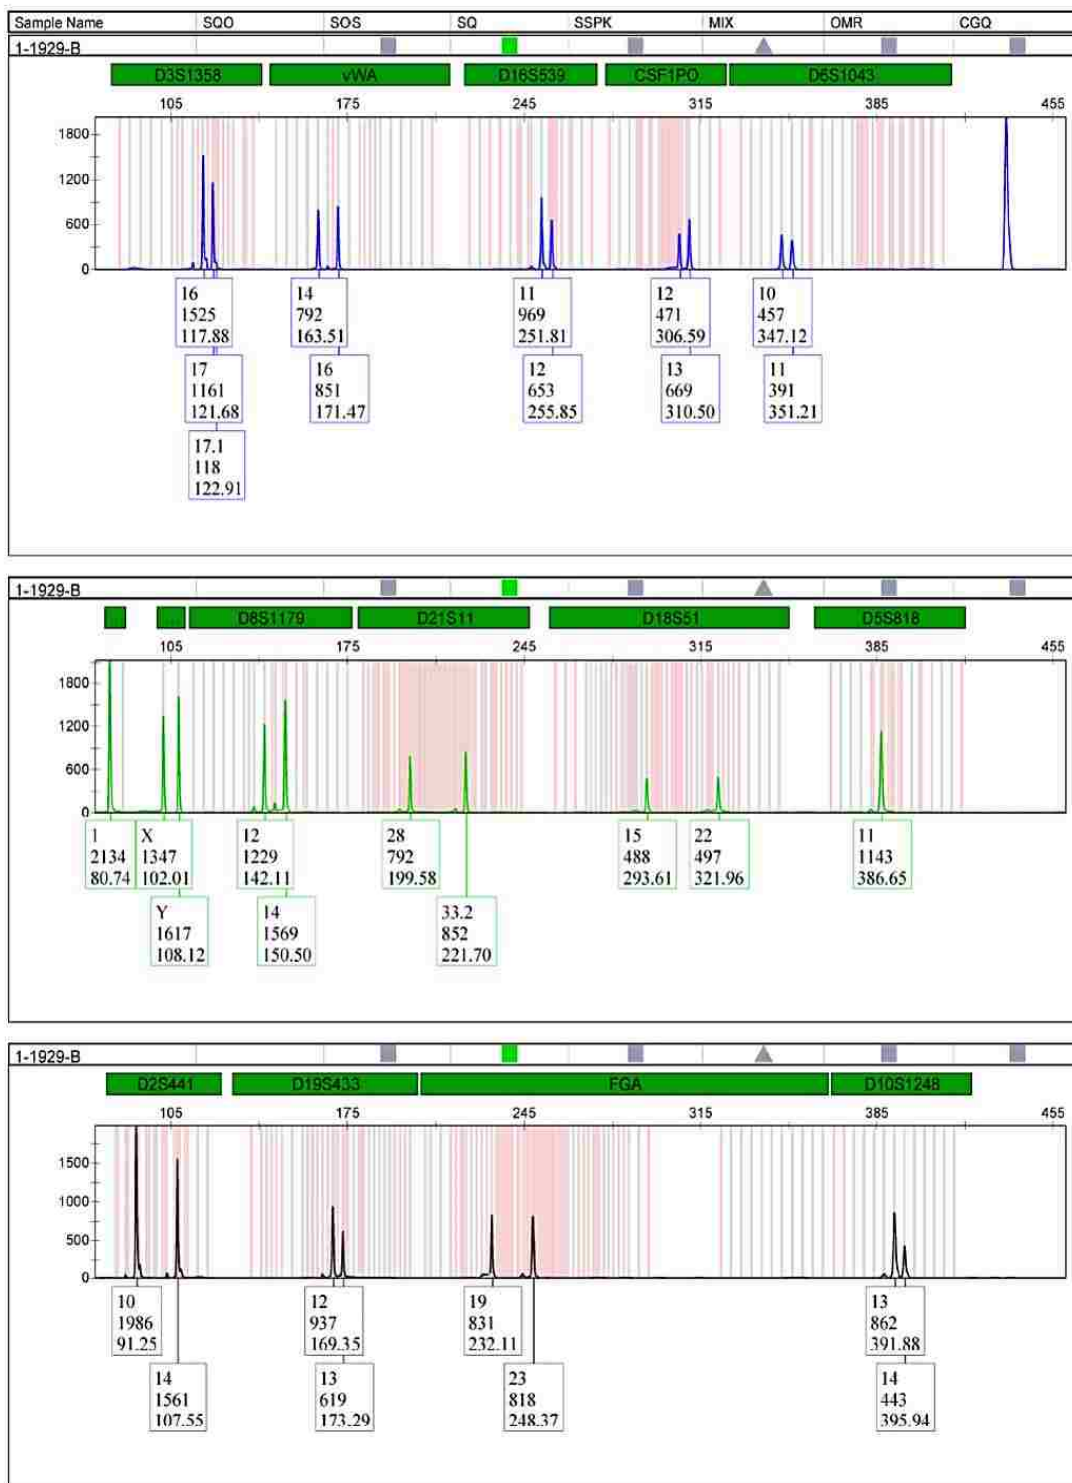 Sample Name SQO SOS SQ SSPK MIX OMR CGQ
1-1929-B
D3S1358 vWA D16S539 CSF1PO D6S1043
105 175 245 315 385 455
1800
1200
600
0
16 14 11 12 10
1525 792 969 471 457
117.88 163.51 251.81 306.59 347.12
17 16 12 13 11
1161 851 653 669 391
121.68 171.47 255.85 310.50 351.21
17.1
118
122.91
1-1929-B
D8S1179 D21S11 D18S51 D5S818
105 175 245 315 385 455
1800
1200
600
0
1 X 12 28 15 22 11
2134 1347 1229 792 488 497 1143
80.74 102.01 142.11 199.58 293.61 321.96 386.65
Y 14 33.2
1617 1569 852
108.12 150.50 221.70
1-1929-B
D2S441 D19S433 FGA D10S1248
105 175 245 315 385 455
1500
1000
500
0
10 12 19 13
1986 937 831 862
91.25 169.35 232.11 391.88
14 13 23 14
1561 619 818 443
107.55 173.29 248.37 395.94